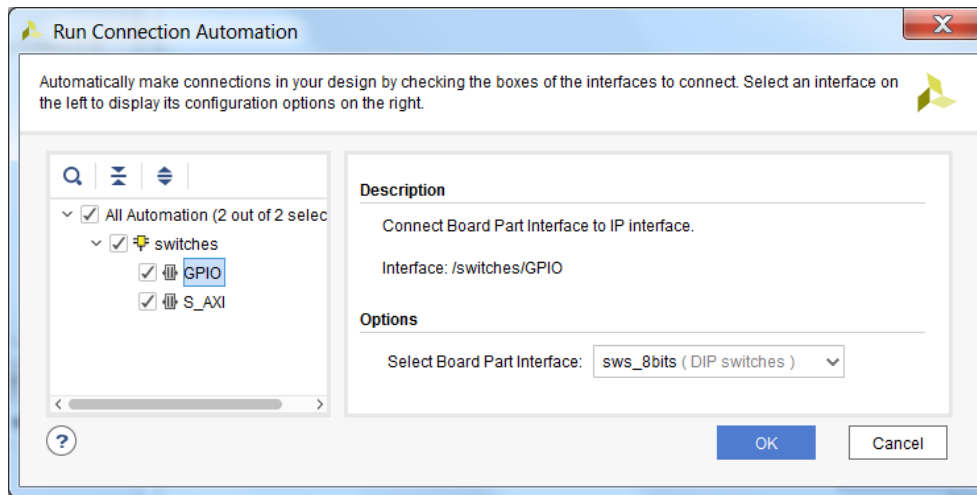 Run Connection Automation
Automatically make connections in your design by checking the boxes of the interfaces to connect. Select an interface on
the left to display its configuration options on the right.
All Automation (2 out of 2 selec
switches
GPIO
S_AXI
Description
Connect Board Part Interface to IP interface.
Interface: /switches/GPIO
Options
Select Board Part Interface: sws_8bits ( DIP switches )
?
OK Cancel